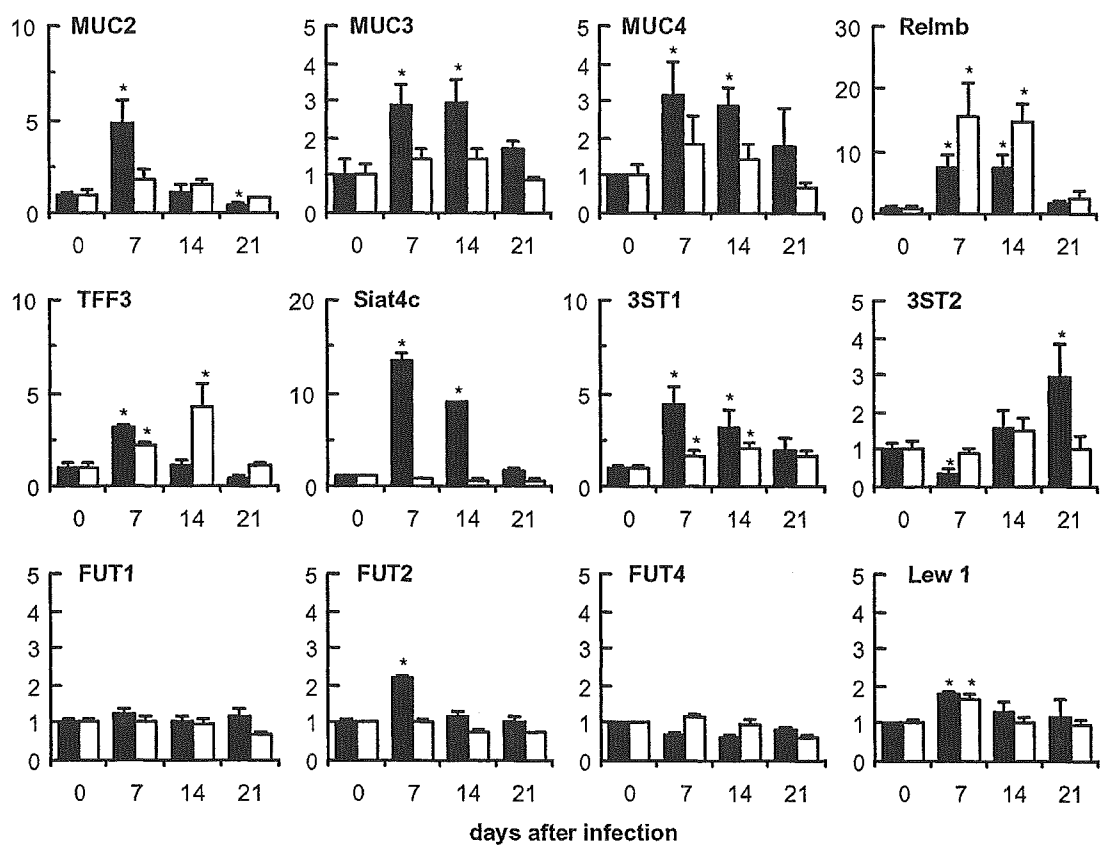 MUC2 MUC3 MUC4 Relmb
10 5 5 30
4 4
5 3 3 20
2 2 10
1 1
0 0 0 0
* * * * * * * * * * *
0 7 14 21 0 7 14 21 0 7 14 21 0 7 14 21
TFF3 Siat4c 3ST1 3ST2
10 20 10 5
4
5 10 5 3
2
1
0 0 0 0
* * * * * * * * * * *
0 7 14 21 0 7 14 21 0 7 14 21 0 7 14 21
FUT1 FUT2 FUT4 Lew 1
5 5 5 5
4 4 4 4
3 3 3 3
2 2 2 2
1 1 1 1
0 0 0 0
* * *
0 7 14 21 0 7 14 21 0 7 14 21 0 7 14 21
days after infection